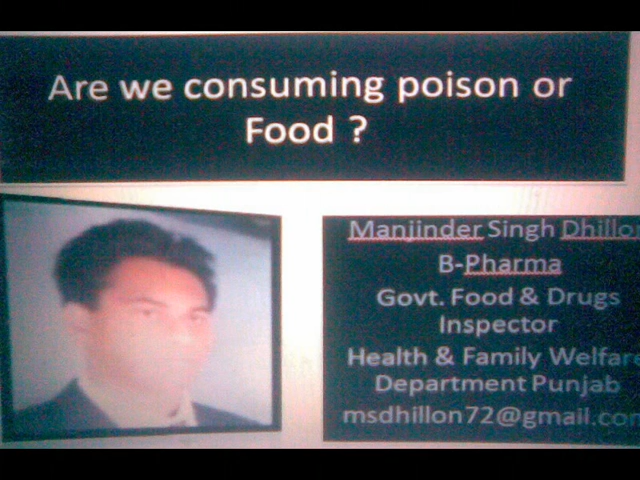 Are we consuming poison or
Food ?
Manjinder Singh Dhillon
B-Pharma
Govt. Food & Drugs
Inspector
Health & Family Welfare
Department Punjab
msdhillon72@gmail.com